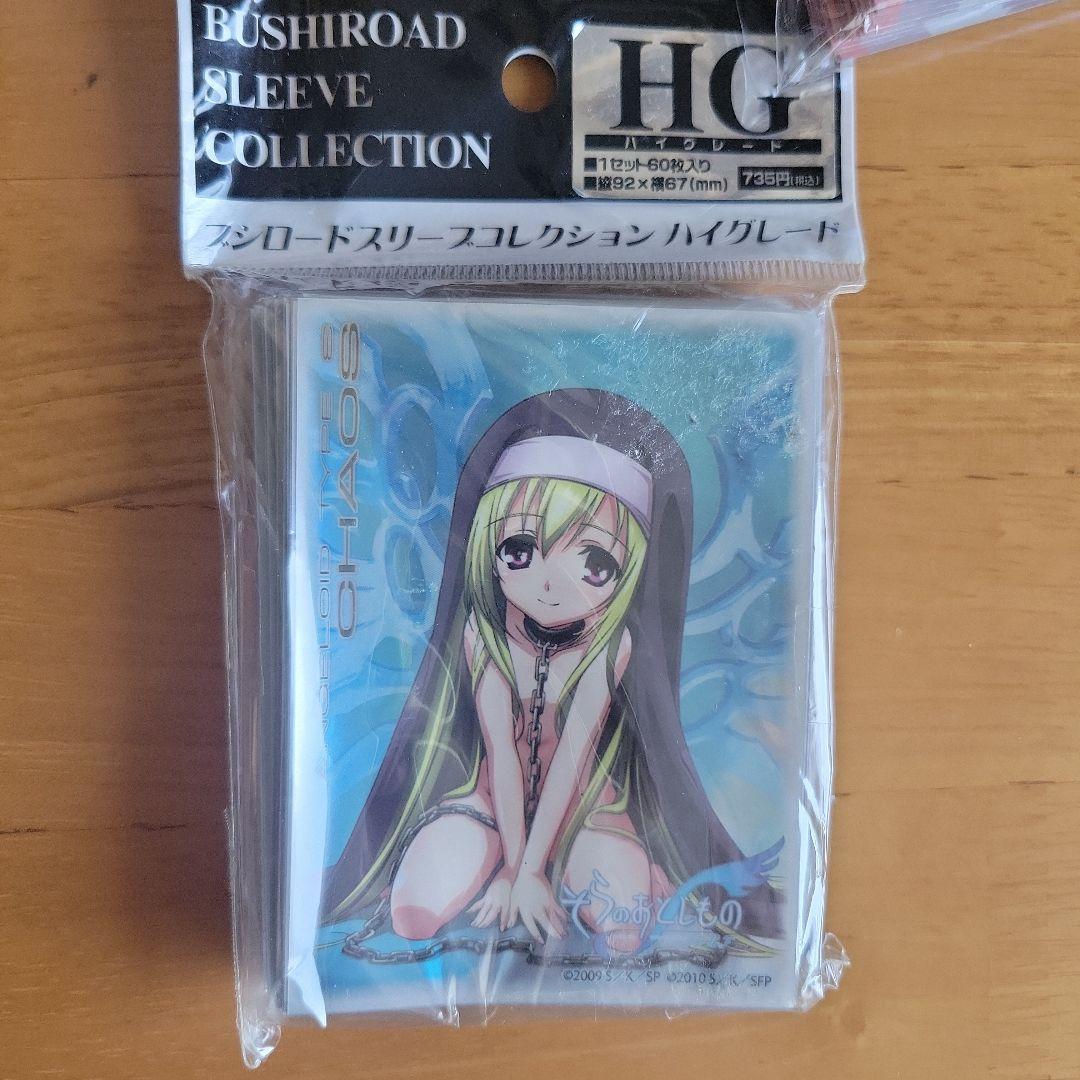 BUSHIROAD
SLEEVE
COLLECTION
HG
ハイグレード
■1セット60枚入り
■縦92×横67(mm) 735円(税込)
ブシロードスリーブコレクション ハイグレード
ANGELOID TYPE
CHAOS
そらのおとしもの
©2009 S/K/SP ©2010 S/K/SFP